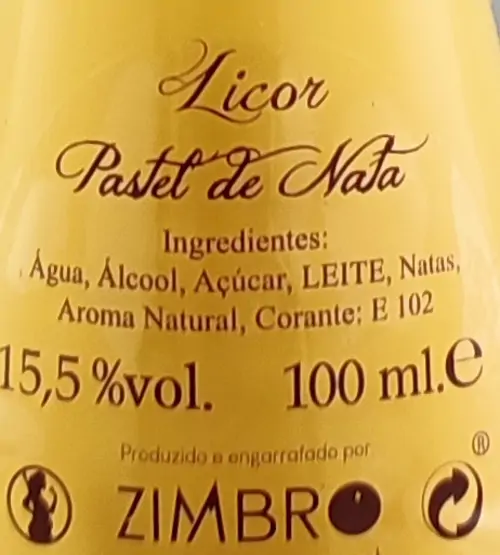 Licor
Pastel de Nata
Ingredientes:
Água, Álcool, Açúcar, LEITE, Natas,
Aroma Natural, Corante: E 102
15,5 %vol. 100 ml.e
Produzido e engarrafado por
ZIMBRO ®